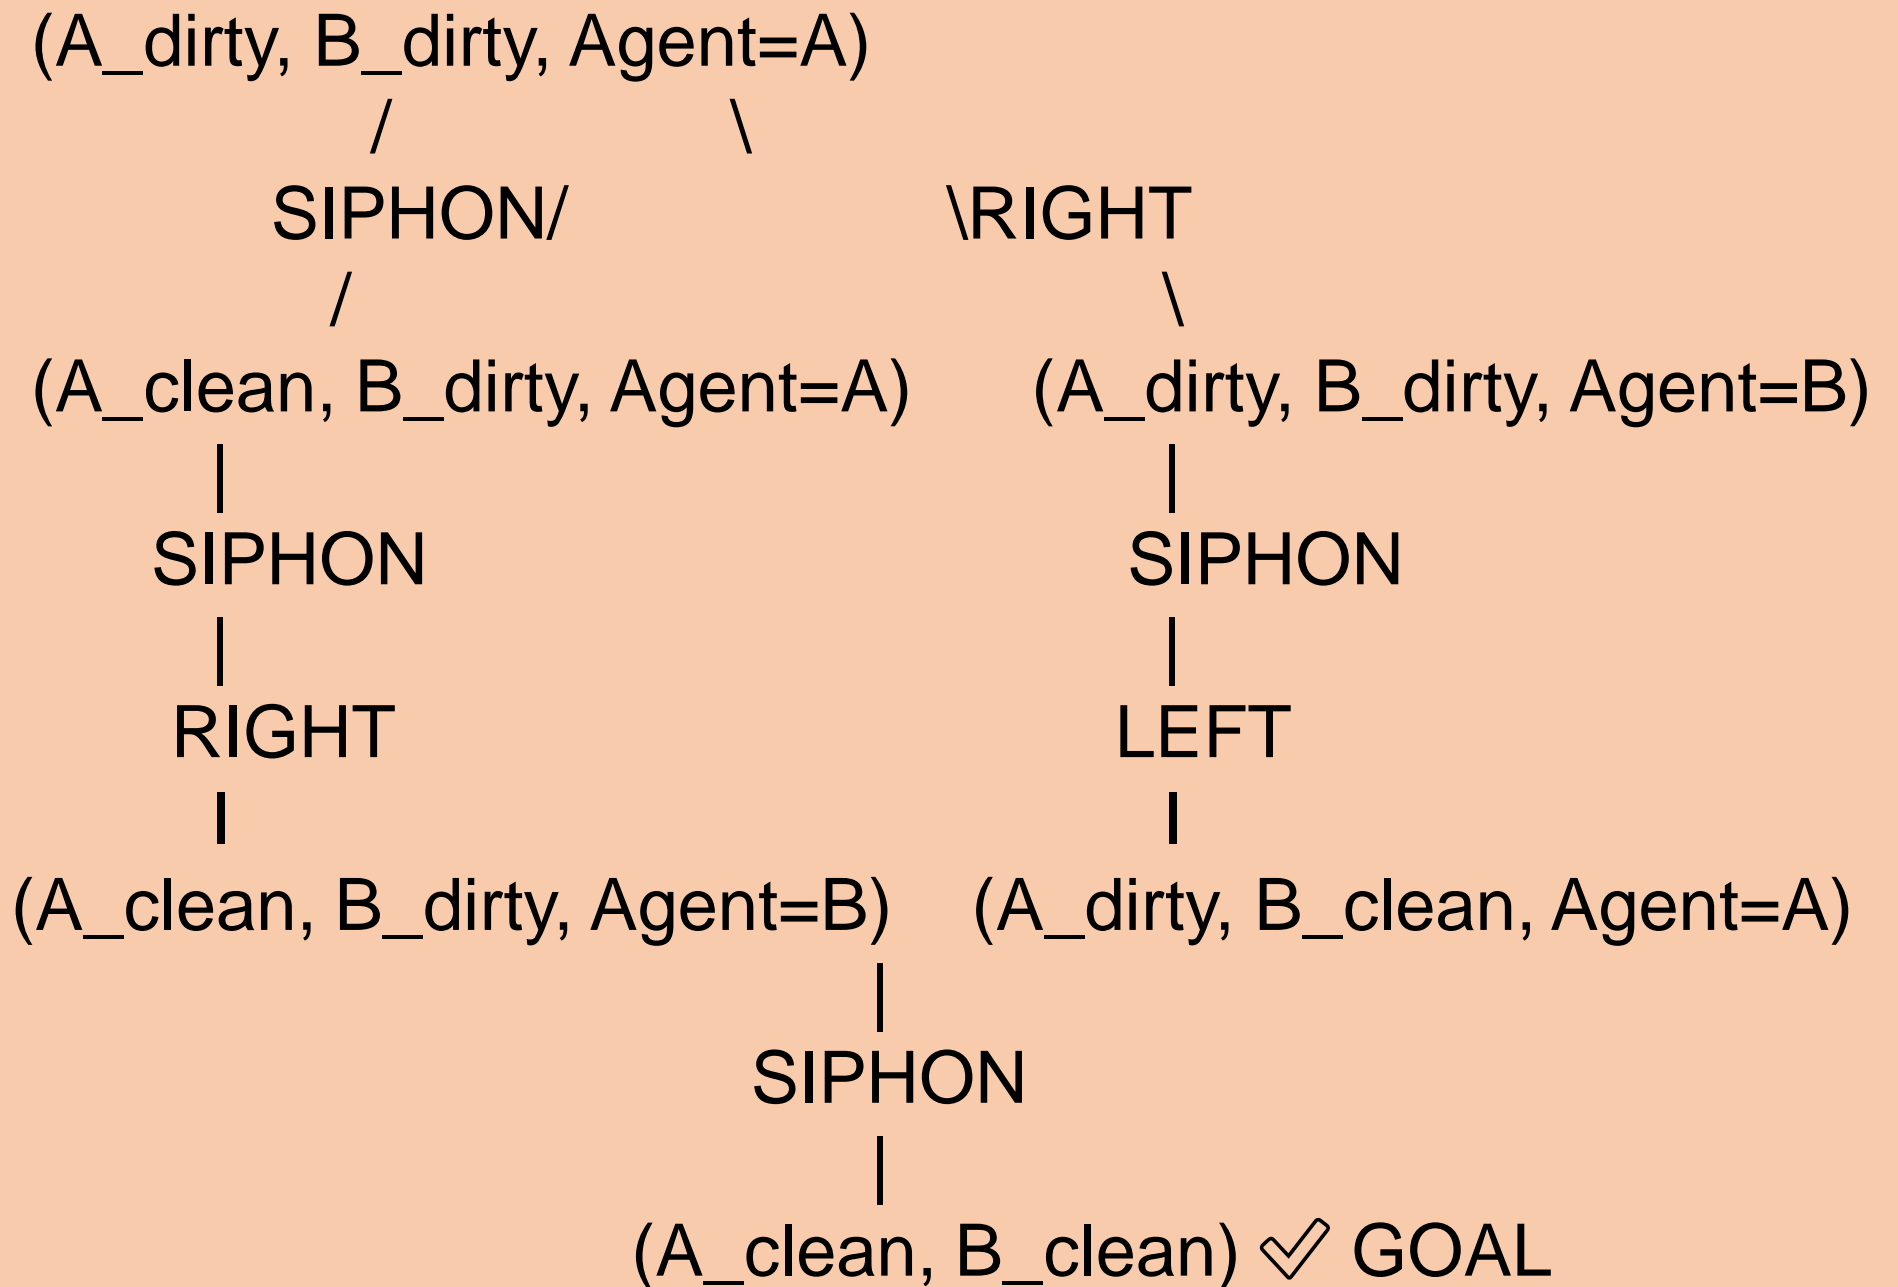 (A_dirty, B_dirty, Agent=A)
/ \
SIPHON/ \RIGHT
/ \
(A_clean, B_dirty, Agent=A) (A_dirty, B_dirty, Agent=B)
| |
SIPHON SIPHON
| |
RIGHT LEFT
| |
(A_clean, B_dirty, Agent=B) (A_dirty, B_clean, Agent=A)
|
SIPHON
|
(A_clean, B_clean) ✅ GOAL